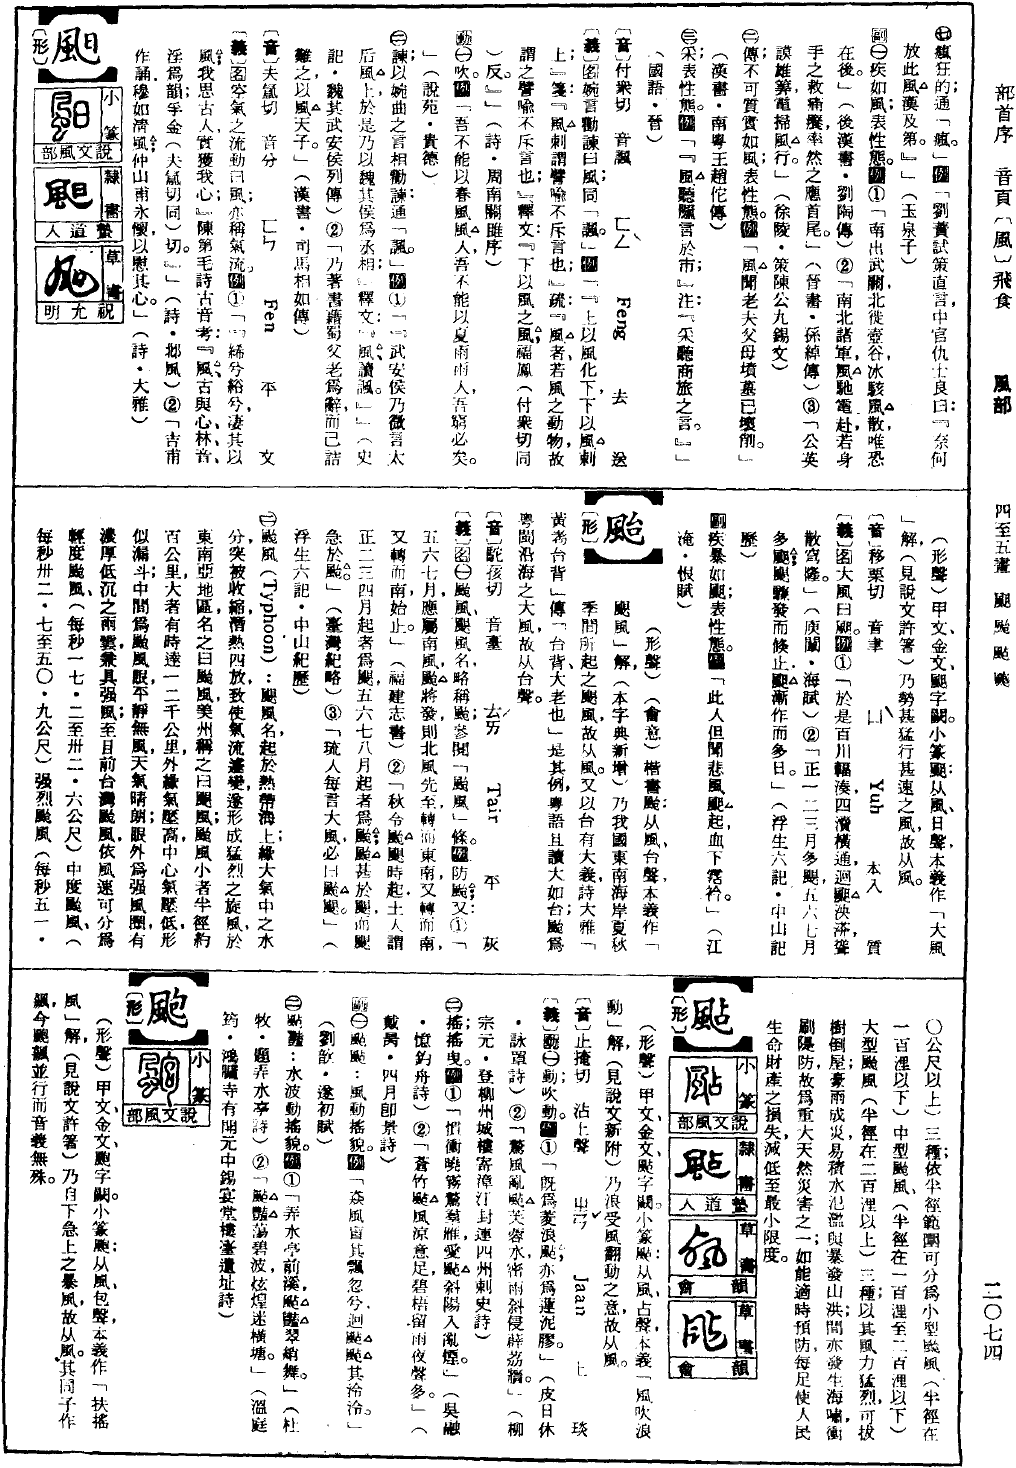 部首序　音頁〔風〕飛食　風部　四至五畫　䫻颱颭颮　二〇七四
㊆瘋狂的；通「瘋。」例「劉蕡試策，直言中官，仇士良曰：『奈何
放此風漢及第。』」（玉泉子）
副㊀疾如風；表性態。例①「南出武關，北徙壺谷，冰駭風散，唯恐
在後。」（後漢書・劉陶傳）②「南北諸軍，風馳電赴，若身
手之救痛癢，率然之應首尾。」（晉書・孫綽傳）③「公英
謨雄筭，電掃風行。」（徐陵・策陳公九錫文）
㊁傳不可質實如風；表性態。例「風聞老夫父母墳墓已壞削。」
（漢書・南粵王趙佗傳）
㊂采表性態。例「『風聽臚言於市』注：『采聽商旅之言。』」
（國語・晉）
〔音〕付衆切　音諷　ㄈㄥˋ　Feng　去　送
〔義〕名婉言勸諫曰風；同「諷。」例「『上以風化下，下以風刺
上』箋：『風刺，謂譬喻不斥言也』疏：『風者，若風之動物，故
謂之譬喻，不斥言也』釋文：『下以風之風，福鳳（付衆切同
）反。』」（詩・周南關雎序）
動㊀吹。例「吾不能以春風風人，吾不能以夏雨雨人，吾窮必矣。
」（說苑・貴德）
㊁諫以婉曲之言相勸諫；通「諷。」例①「『武安侯乃微言太
后風上，於是乃以魏其侯爲丞相』釋文：『風，讀諷。』」（史
記・魏其武安侯列傳）②「乃著書藉蜀父老爲辭，而己詰
難之，以風天子。」（漢書・司馬相如傳）
〔音〕夫氳切　音分　ㄈㄣ　Fen　平　文
〔義〕名空氣之流動曰風；亦稱氣流。例①「『絺兮綌兮，淒其以
風，我思古人，實獲我心』陳第毛詩古音考：『風，古與心、林、音、
淫爲韻，孚金（夫氳切同）切。』」（詩・邶風）②「吉甫
作誦，穆如淸風，仲山甫永懷，以慰其心。」（詩・大雅）
䫻
〔形〕
小篆　說文風部
隸書　蟄道人
草書　祝允明
（形聲）甲文、金文䫻字闕。小篆䫻：从風，日聲，本義作「大風
」解（見說文許箸）；乃勢甚猛行甚速之風，故从風。
〔音〕移栗切　音聿　ㄩˋ　Yuh　本入　質
〔義〕名大風曰䫻。例①「於是百川輻湊，四瀆橫通，迴䫻泱漭，聳
散穹隆。」（庾闡・海賦）②「正一二三月多䫻，五六七月
多颱；䫻驟發而倏止，颱漸作而多日。」（浮生六記・中山記
歷）
副疾暴如䫻；表性態。例「此人但聞悲風䫻起，血下霑衿。」（江
淹・恨賦）
颱
〔形〕
（形聲）（會意）楷書颱：从風，台聲，本義作「
颶風」解（本字典新增）；乃我國東南海岸夏秋
季間所起之颶風，故从風。又以台有大義，詩大雅「
黃耇台背」傳「台背，大老也」是其例，粵語且讀大如台；颱爲
粵閩沿海之大風，故从台聲。
〔音〕駝孩切　音臺　ㄊㄞˊ　Tair　平　灰
〔義〕名㊀颱風，颶風名；略稱颱；參閱「颱風」條。例防颱；又：①「
五六七月應屬南風，颱將發則北風先至，轉而東南，又轉而南，
又轉而南始止。」（福建志書）②「秋令颱颶時起，土人謂
正二三四月起者爲颶，五六七八月起者爲颱；颱甚於颶，而颶
急於颱。」（臺灣紀略）③「琉人每言大風，必曰颱颶。」（
浮生六記・中山紀歷）
㊁颱風（Typhoon）：颶風名；起於熱帶海上；緣大氣中之水
分突被收縮，潛熱四放，致使氣流遽變，遂形成猛烈之旋風；於
東南亞地區名之曰颱風，美州稱之曰颶風。颱風小者半徑約
百公里，大者有時達一二千公里，外緣氣壓高，中心氣壓低，形
似漏斗，中間爲颱風眼，平靜無風，天氣晴朗；眼外爲强風圈，有
濃厚低沉之雨雲，兼具强風至目前台灣颱風，依風速可分爲
輕度颱風、（每秒一七・二至卅二・六公尺）中度颱風、（
每秒卅二・七至五〇・九公尺）强烈颱風（每秒五一・
〇公尺以上）三種；依半徑範圍可分爲小型颱風、（半徑在
一百浬以下）中型颱風、（半徑在一百浬至二百浬以下）
大型颱風（半徑在二百浬以上）三種；以其風力猛烈，可拔
樹倒屋，豪雨成災，易積水氾濫與暴發山洪，間亦發生海嘯，衝
剮隄防，故爲重大天然災害之一；如能適時預防，每足使人民
生命財產之損失，減低至最小限度。
颭
〔形〕
小篆　說文風部
隸書　蟄道人
草書　韻會
草書　韻會
（形聲）甲文、金文颭字闕。小篆颭：从風，占聲，本義「風吹浪
動」解（見說文新附）；乃浪受風翻動之意，故从風。
〔音〕止掩切　沾上聲　ㄓㄢˇ　Jaan　上　琰
〔義〕動㊀動吹動。例①「旣爲菱浪颭，亦爲蓮泥膠。」（皮日休
・詠罩詩）②「驚風亂颭芙蓉水，密雨斜侵薜荔牆。」（柳
宗元・登柳州城樓寄漳汀封連四州刺史詩）
㊁搖搖曳。例①「招衝曉霧驚羣雁，愛颭斜陽入亂煙。」（吳融
・憶釣舟詩）②「蒼竹颭風涼意足，碧梧留雨夜聲多。」（
戴昺・四月卽景詩）
副㊀颭颭：風動搖貌。例「森風窗其飄忽兮，迴颭颭其泠泠。」
（劉歆・遂初賦）
㊁颭灩：水波動搖貌。例①「弄水亭前溪，颭灩翠綃舞。」（杜
牧・題弄水亭詩）②「颭灩蕩碧波，炫煌迷橫塘。」（溫庭
筠・鴻臚寺有開元中錫宴堂樓臺遺址詩）
颮
〔形〕
小篆　說文風部
（形聲）甲文、金文颮字闕。小篆颮：从風，包聲，本義作「扶搖
風」解（見說文許箸）；乃自下急上之暴風，故从風。其同子作
飆，今颮飆並行而音義無殊。